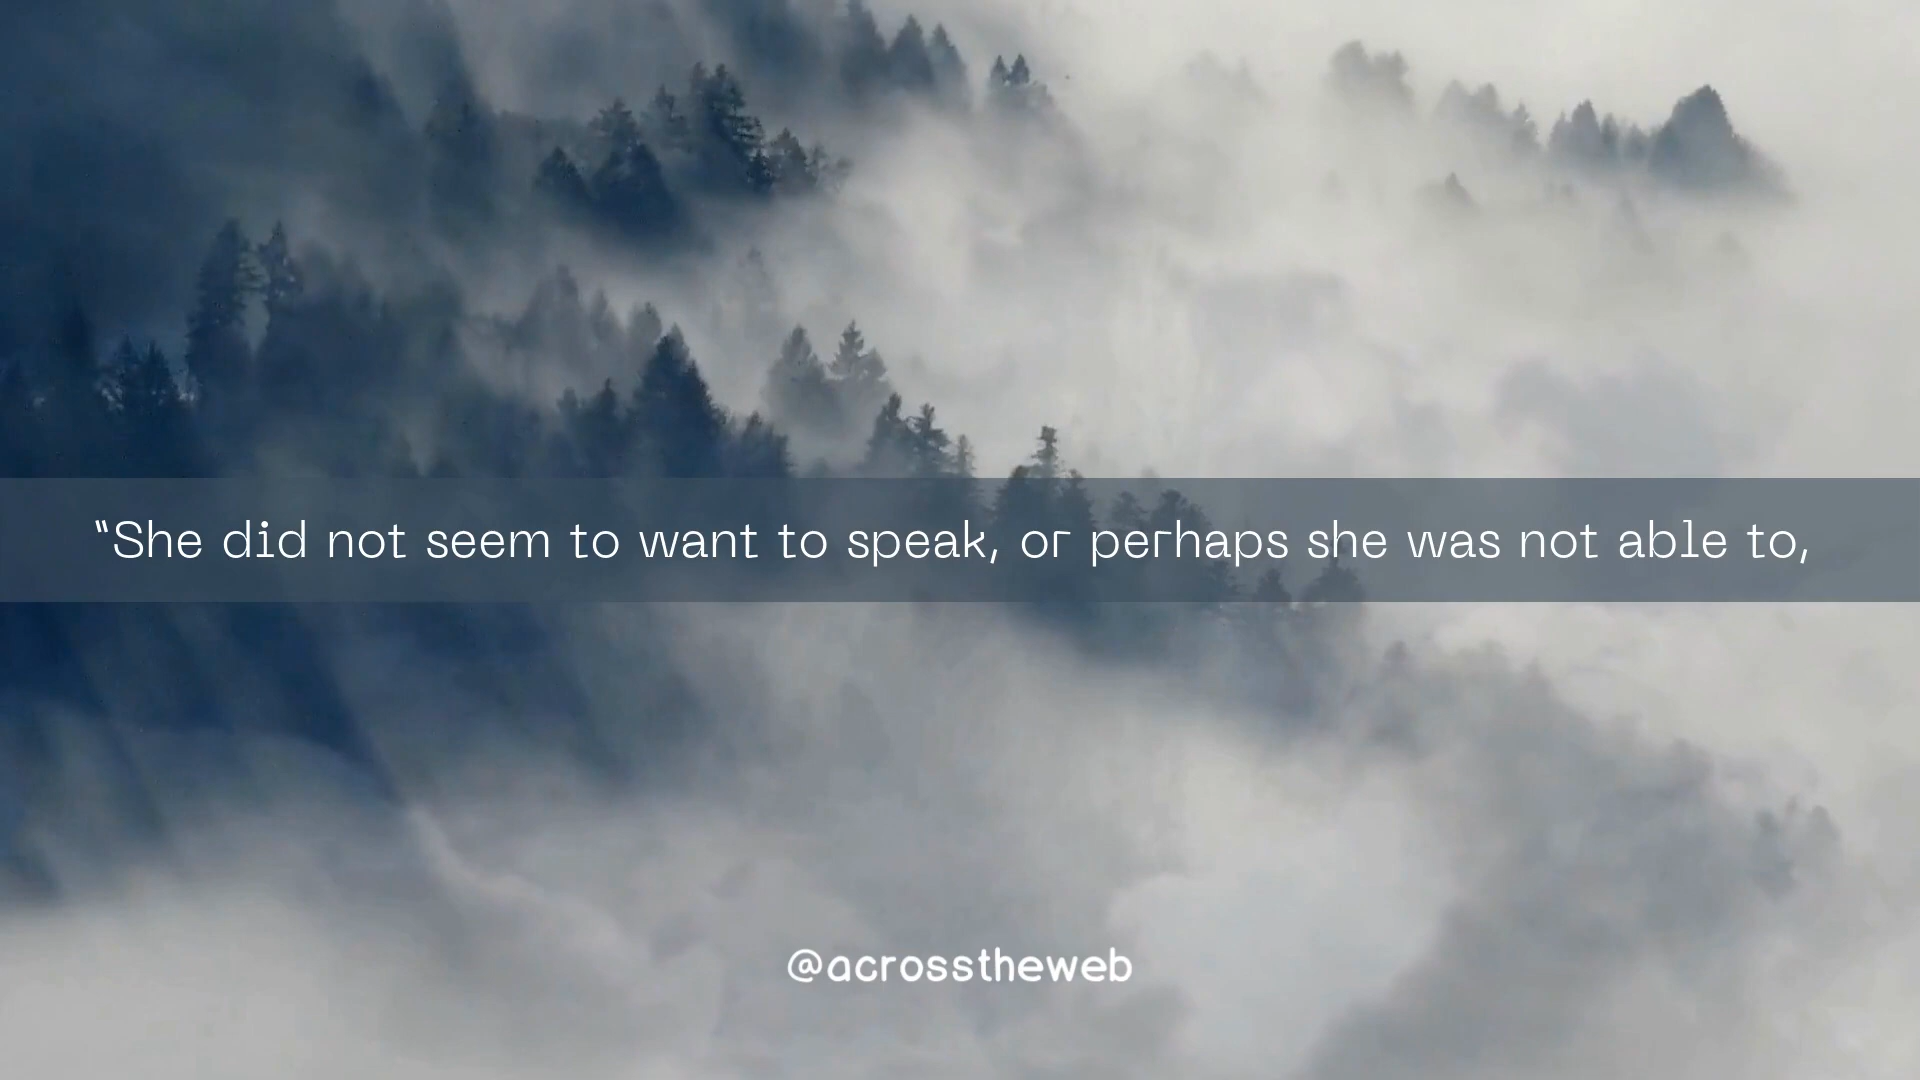 “She did not seem to want to speak, or perhaps she was not able to,
@acrosstheweb